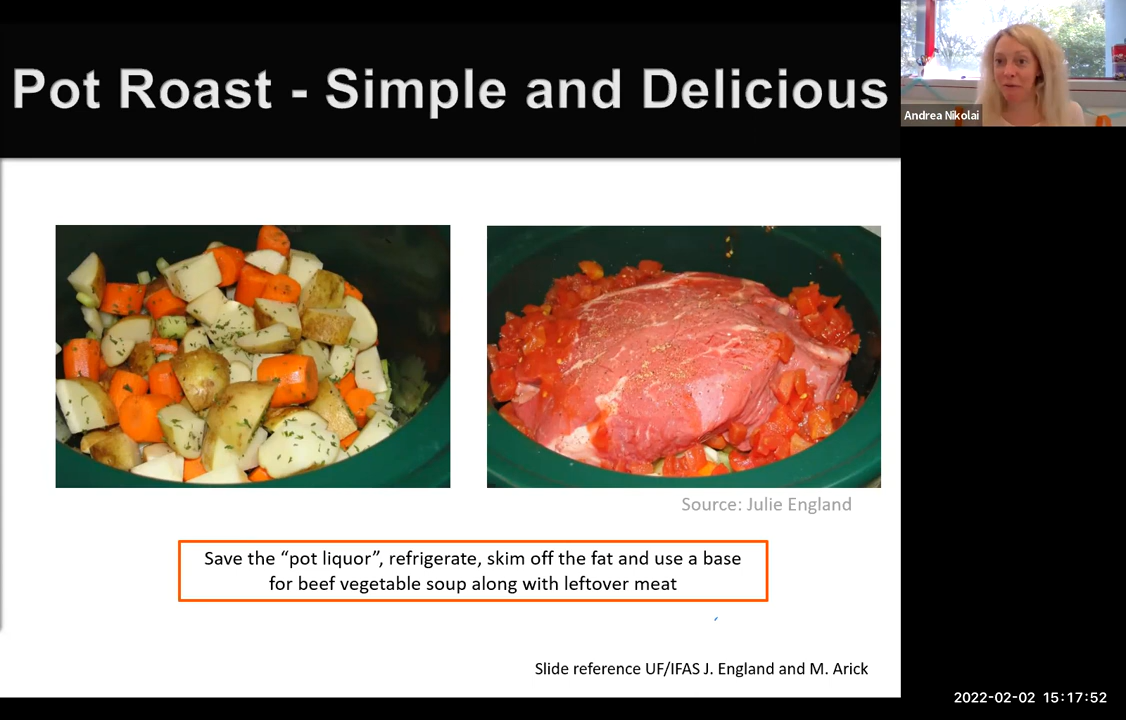 Pot Roast - Simple and Delicious
Andrea Nikolai
Source: Julie England
Save the “pot liquor”, refrigerate, skim off the fat and use a base
for beef vegetable soup along with leftover meat
Slide reference UF/IFAS J. England and M. Arick
2022-02-02 15:17:52